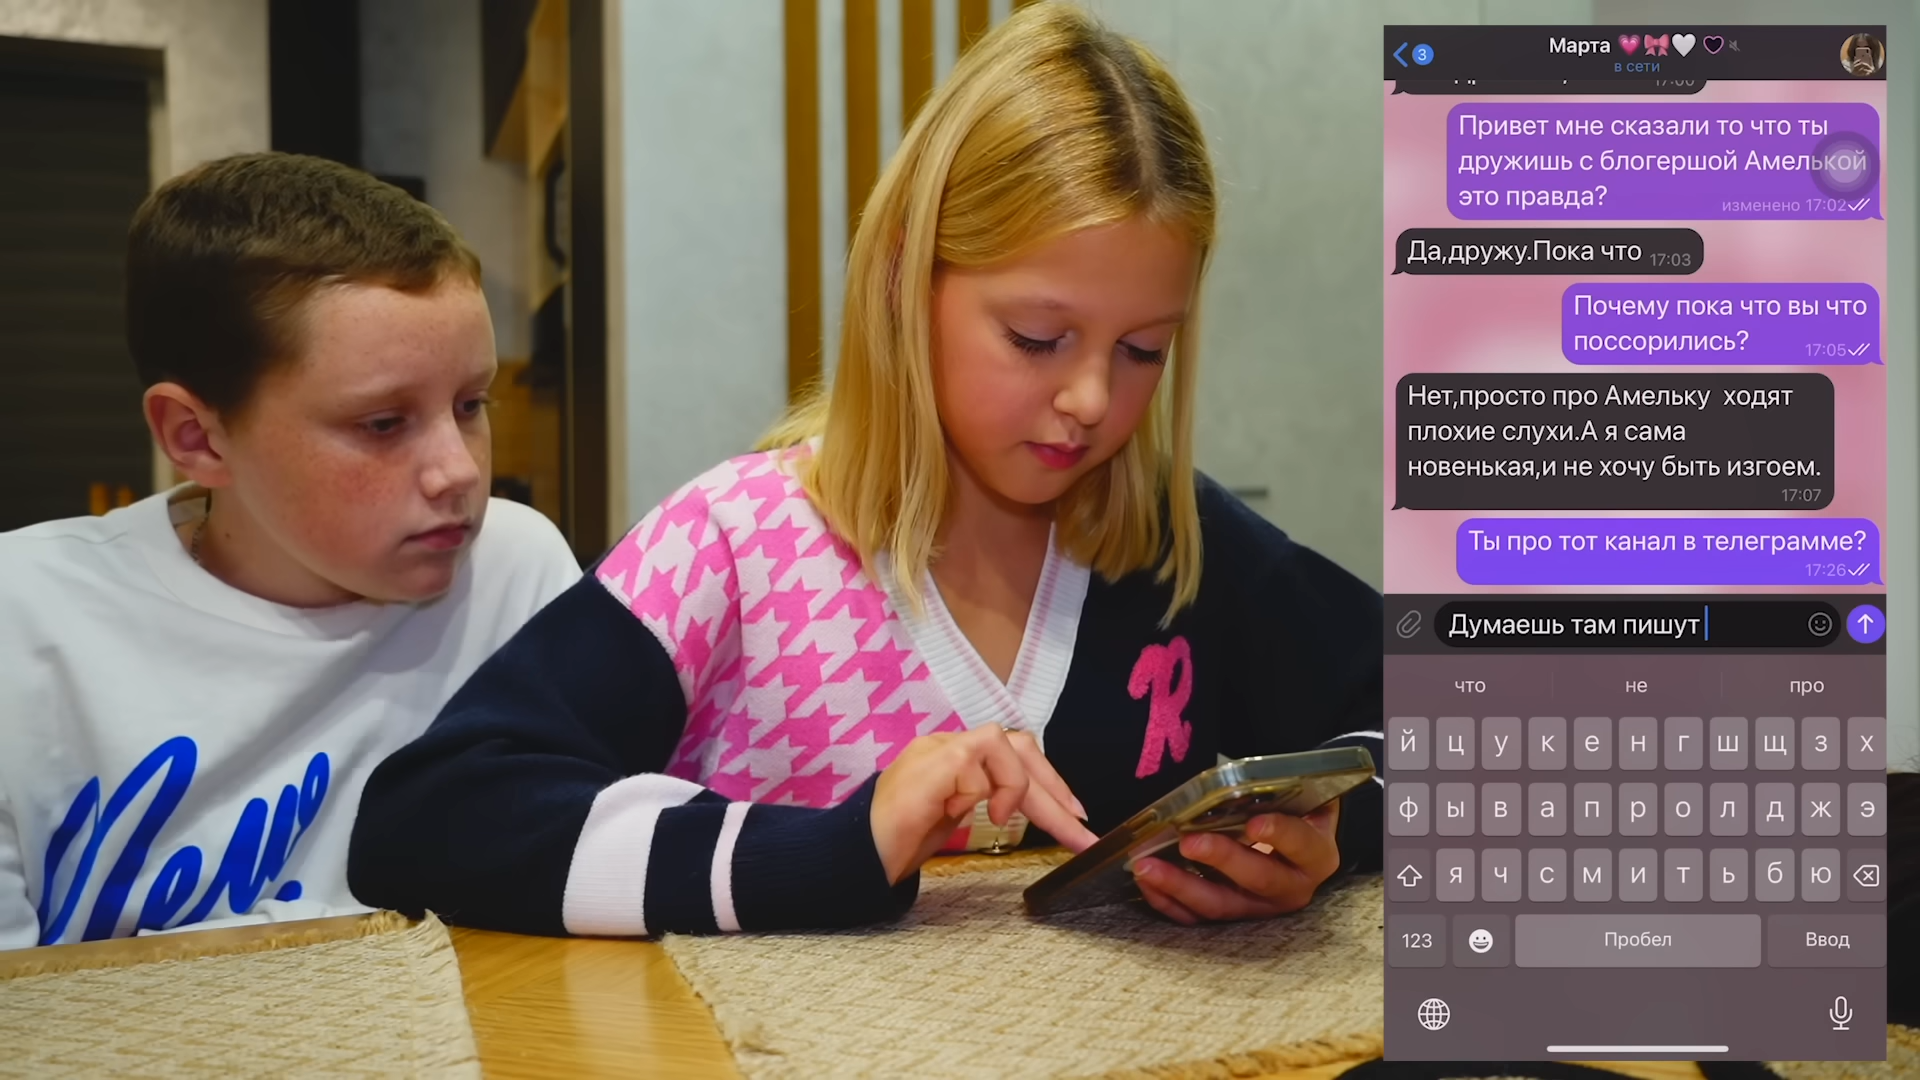 3
Марта
в сети
17:00
Привет мне сказали то что ты
дружишь с блогершой Амелькой
это правда?
изменено 17:02
Да,дружу.Пока что 17:03
Почему пока что вы что
поссорились?
17:05
Нет,просто про Амельку  ходят
плохие слухи.А я сама
новенькая,и не хочу быть изгоем.
17:07
Ты про тот канал в телеграмме?
17:26
Думаешь там пишут
что не про
й ц у к е н г ш щ з х
ф ы в а п р о л д ж э
я ч с м и т ь б ю
123 Пробел Ввод
R